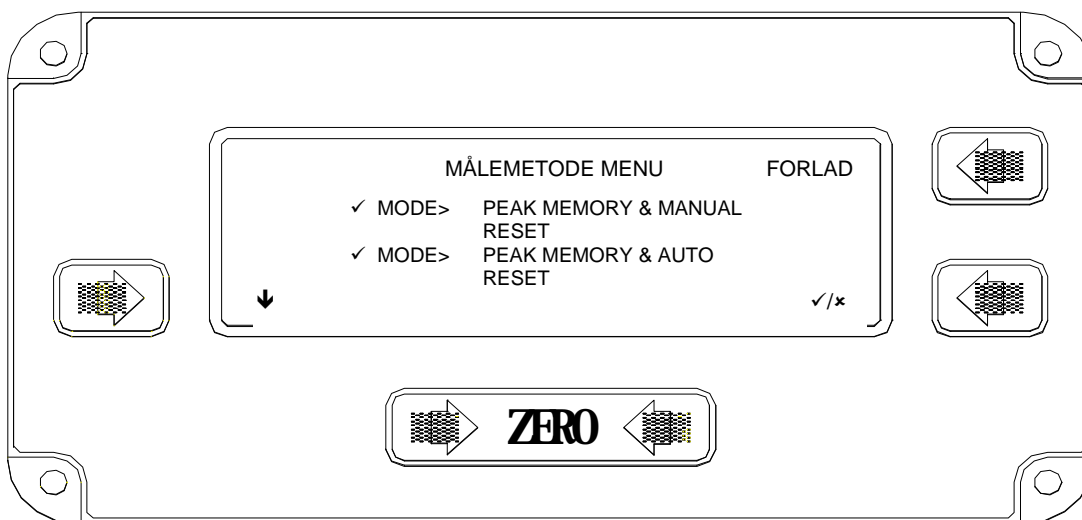 MÅLEMETODE MENU FORLAD
✓ MODE> PEAK MEMORY & MANUAL
RESET
✓ MODE> PEAK MEMORY & AUTO
RESET
↓ ✓/×
ZERO